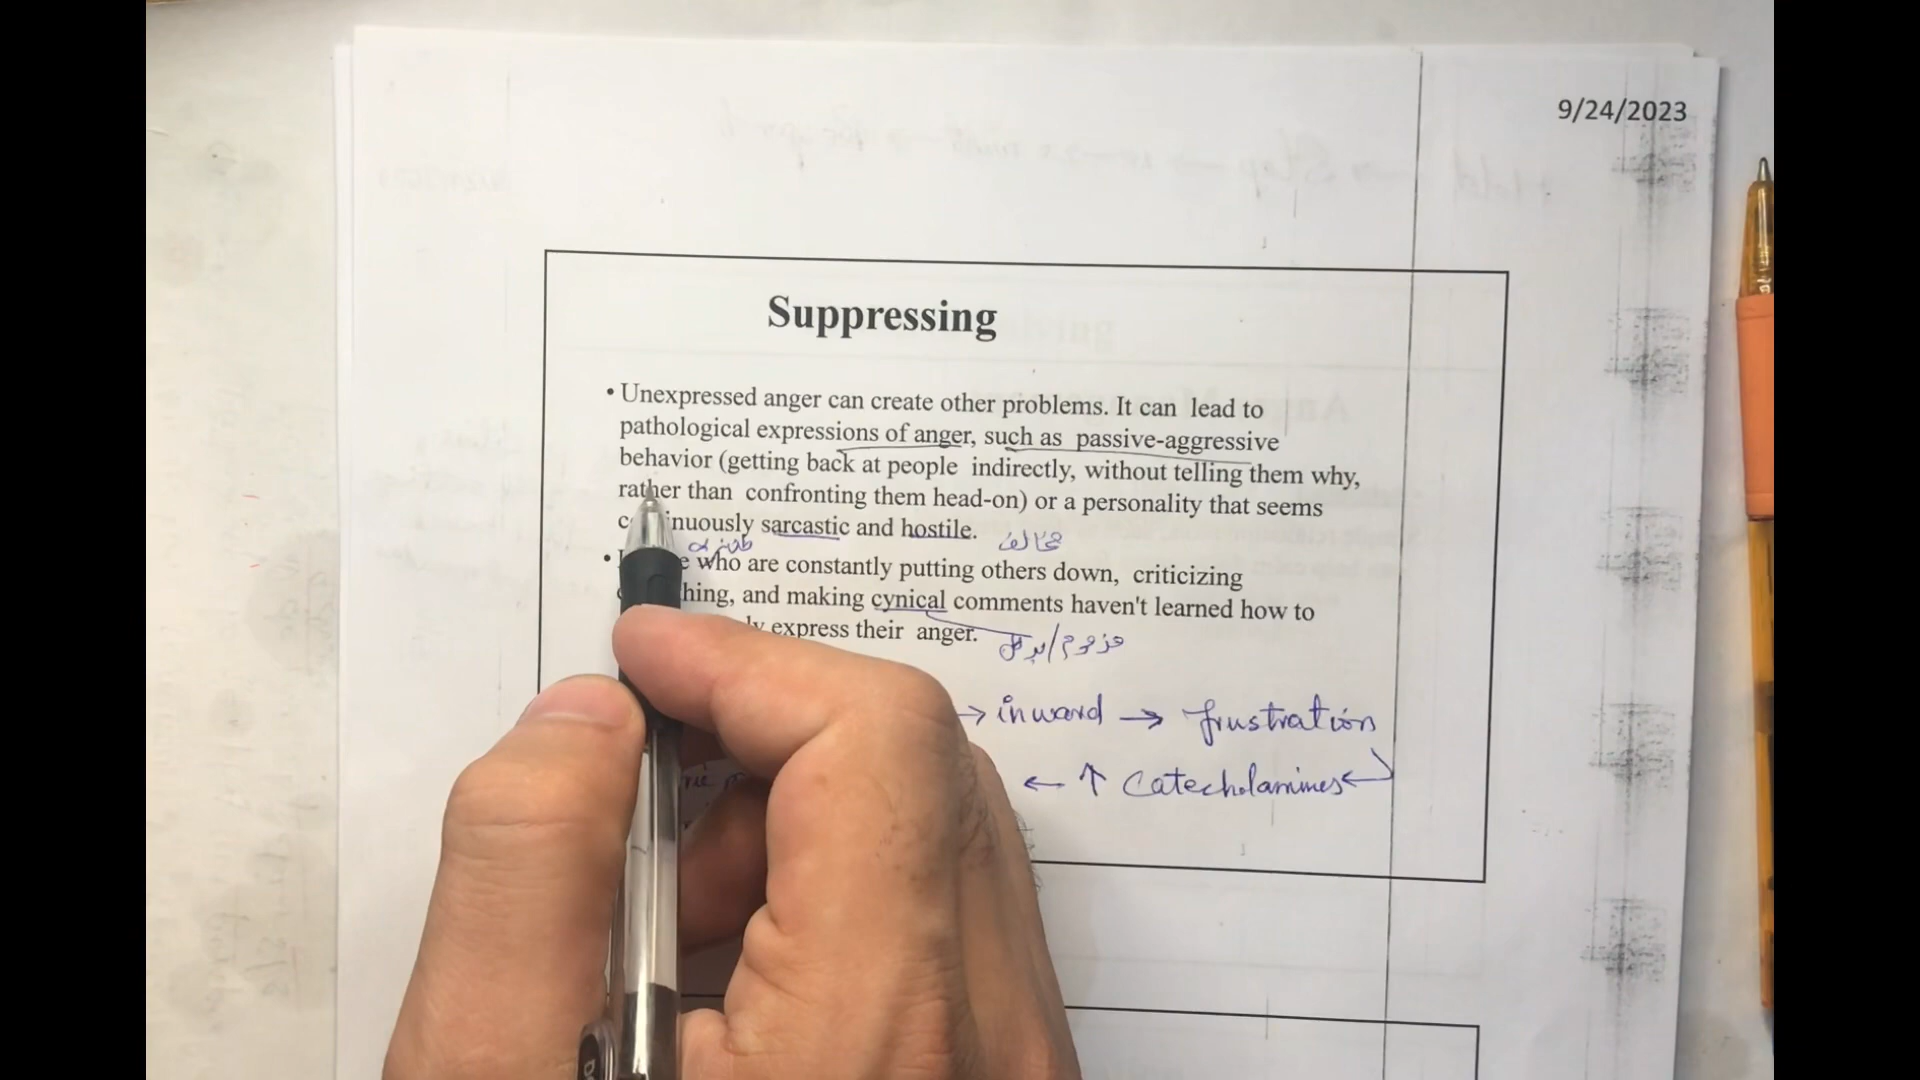 9/24/2023
Suppressing
• Unexpressed anger can create other problems. It can lead to
pathological expressions of anger, such as passive-aggressive
behavior (getting back at people indirectly, without telling them why,
rather than confronting them head-on) or a personality that seems
nuously sarcastic and hostile.
• who are constantly putting others down, criticizing
hing, and making cynical comments haven't learned how to
express their anger.
→ inward → frustration
← ↑ Catecholamines ←